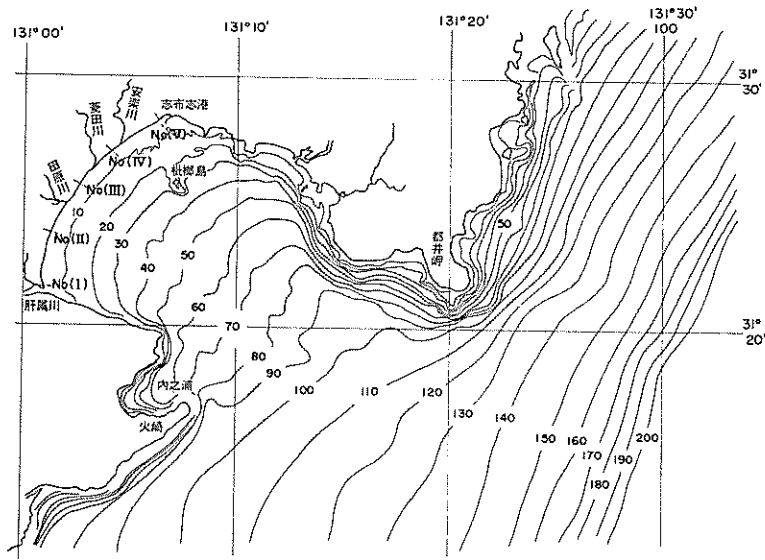 131°00'
131°10'
131°20'
131°30'
100
31°
30'
安楽川
菱田川
志布志港
No(V)
No(IV)
枇榔島
田原川
No(III)
10
20
No(II)
30
40
50
都井岬
50
No(I)
肝属川
60
70
31°
20'
80
90
内之浦
100
110
120
火崎
130
140
150
160
170
180
190
200